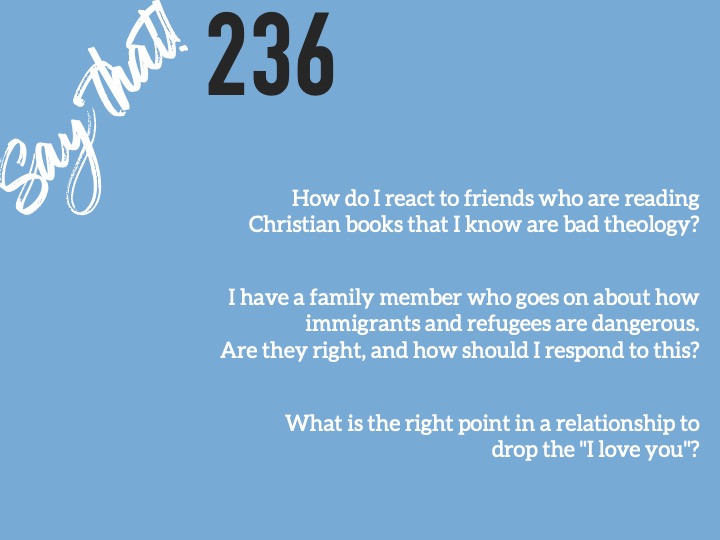 Say that!
236
How do I react to friends who are reading
Christian books that I know are bad theology?
I have a family member who goes on about how
immigrants and refugees are dangerous.
Are they right, and how should I respond to this?
What is the right point in a relationship to
drop the "I love you"?